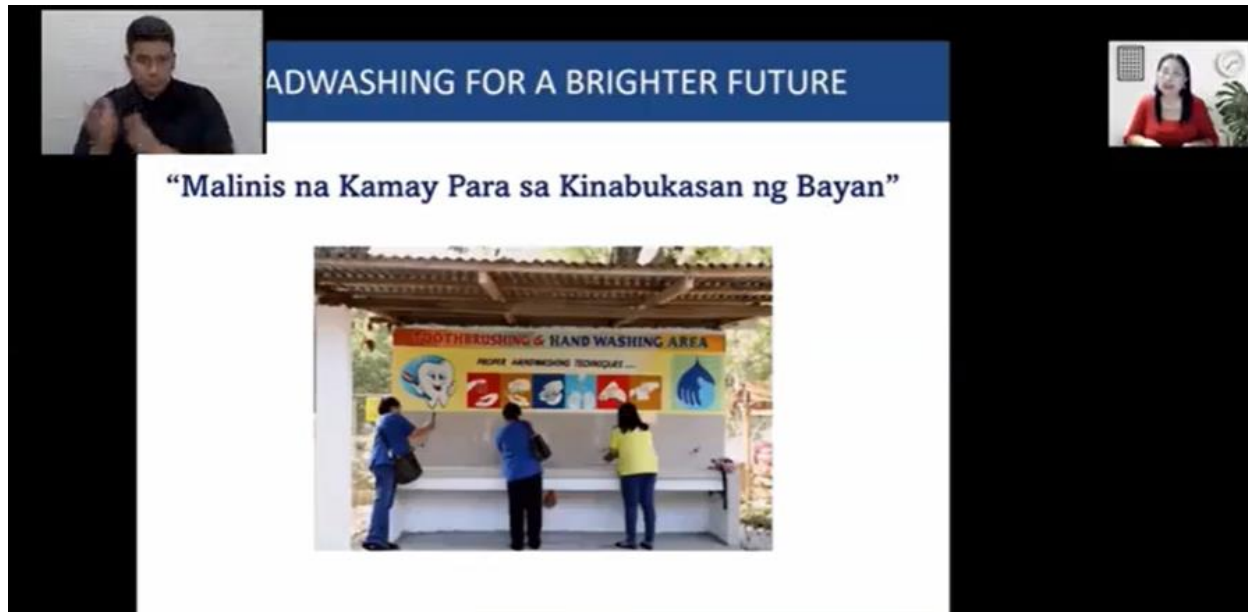 ADWASHING FOR A BRIGHTER FUTURE
“Malinis na Kamay Para sa Kinabukasan ng Bayan”
TOOTHBRUSHING & HAND WASHING AREA
PROPER HANDWASHING TECHNIQUES ....